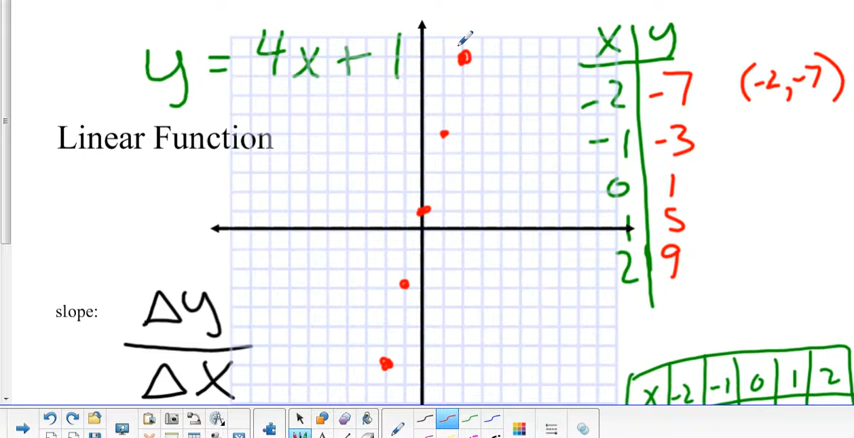 y = 4x + 1
Linear Function
slope:
Δy
Δx
x y
-2 -7 (-2, -7)
-1 -3
0 1
1 5
2 9
x -2 -1 0 1 2